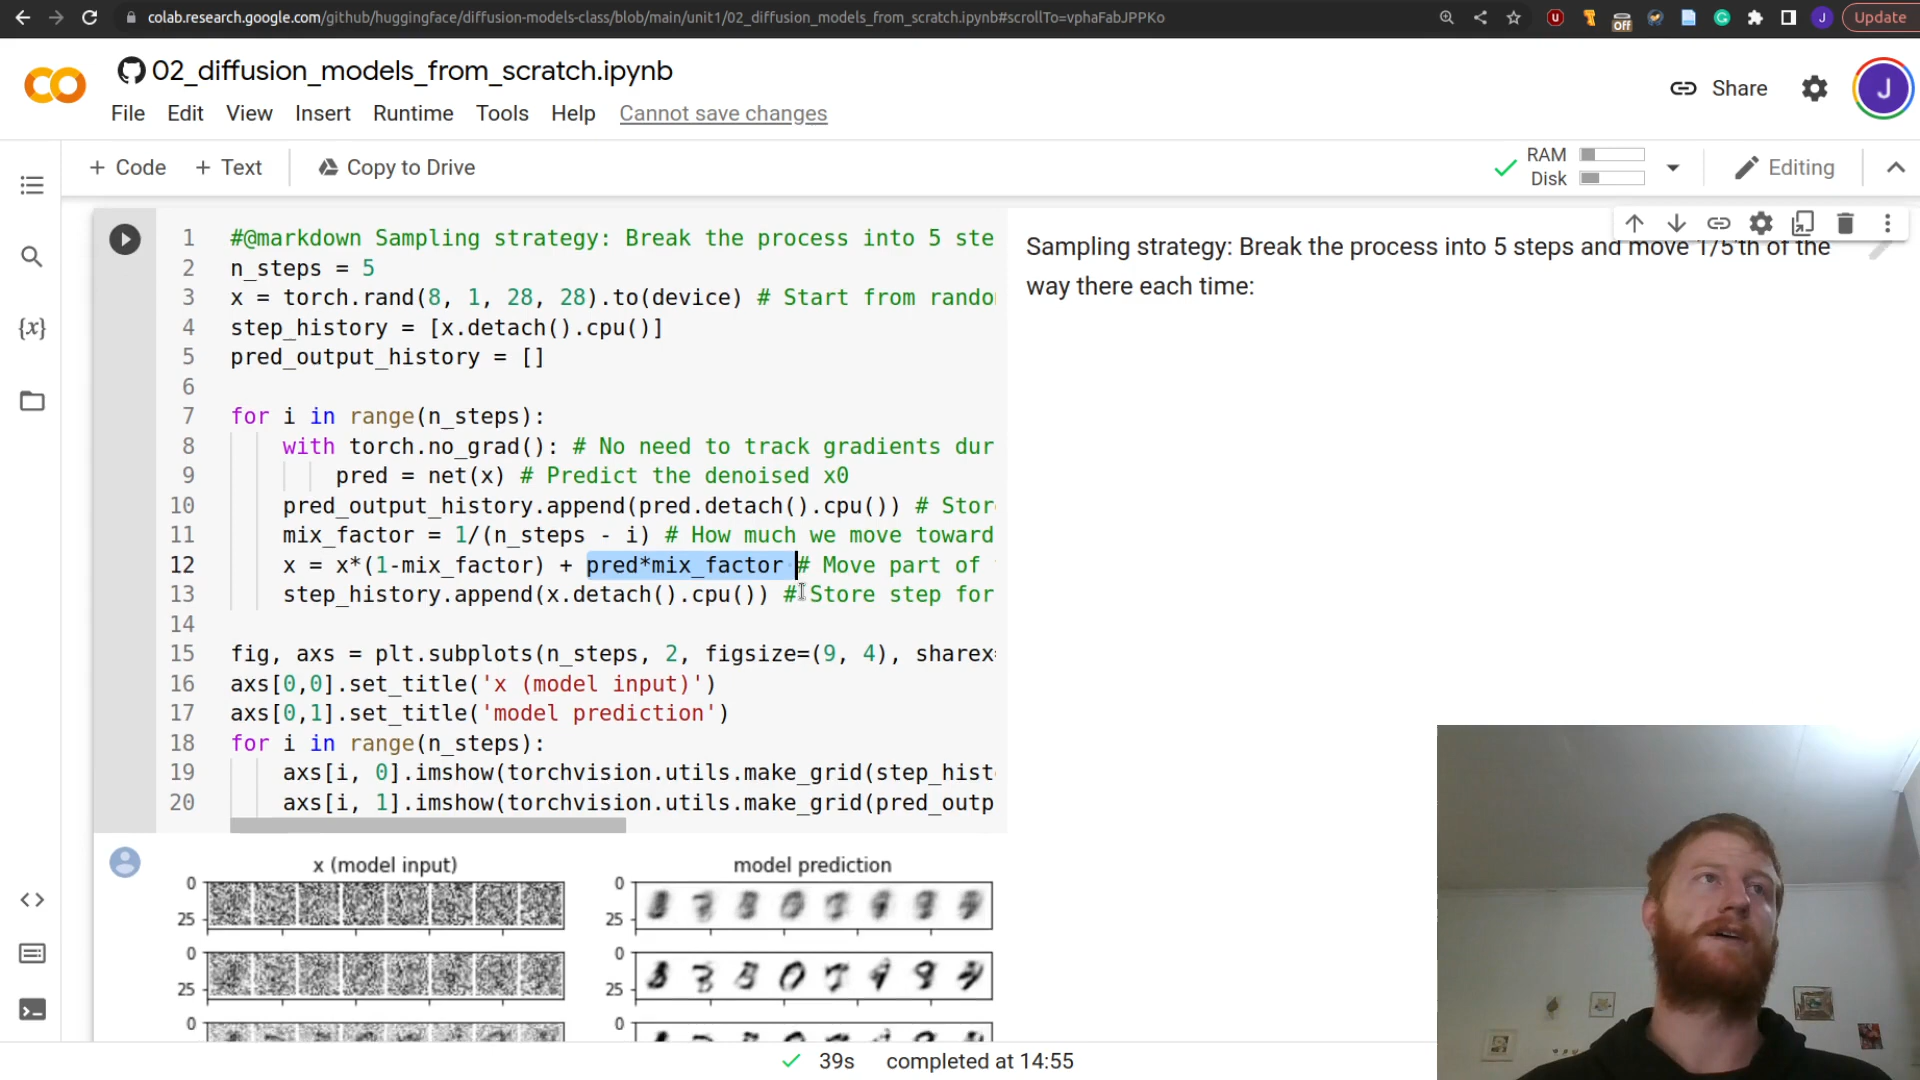 colab.research.google.com/github/huggingface/diffusion-models-class/blob/main/unit1/02_diffusion_models_from_scratch.ipynb#scrollTo=vphaFabJPPKo
Off
J
Update
02_diffusion_models_from_scratch.ipynb
File Edit View Insert Runtime Tools Help Cannot save changes
Share
J
+ Code + Text Copy to Drive
RAM
Disk
Editing
1 #@markdown Sampling strategy: Break the process into 5 ste
2 n_steps = 5
3 x = torch.rand(8, 1, 28, 28).to(device) # Start from rando
4 step_history = [x.detach().cpu()]
5 pred_output_history = []
6
7 for i in range(n_steps):
8 with torch.no_grad(): # No need to track gradients dur
9 pred = net(x) # Predict the denoised x0
10 pred_output_history.append(pred.detach().cpu()) # Stor
11 mix_factor = 1/(n_steps - i) # How much we move toward
12 x = x*(1-mix_factor) + pred*mix_factor # Move part of
13 step_history.append(x.detach().cpu()) # Store step for
14
15 fig, axs = plt.subplots(n_steps, 2, figsize=(9, 4), sharex=
16 axs[0,0].set_title('x (model input)')
17 axs[0,1].set_title('model prediction')
18 for i in range(n_steps):
19 axs[i, 0].imshow(torchvision.utils.make_grid(step_hist
20 axs[i, 1].imshow(torchvision.utils.make_grid(pred_outp
Sampling strategy: Break the process into 5 steps and move 1/5'th of the
way there each time:
x (model input)
model prediction
0
25
0
25
0
25
0
25
0
0
39s completed at 14:55